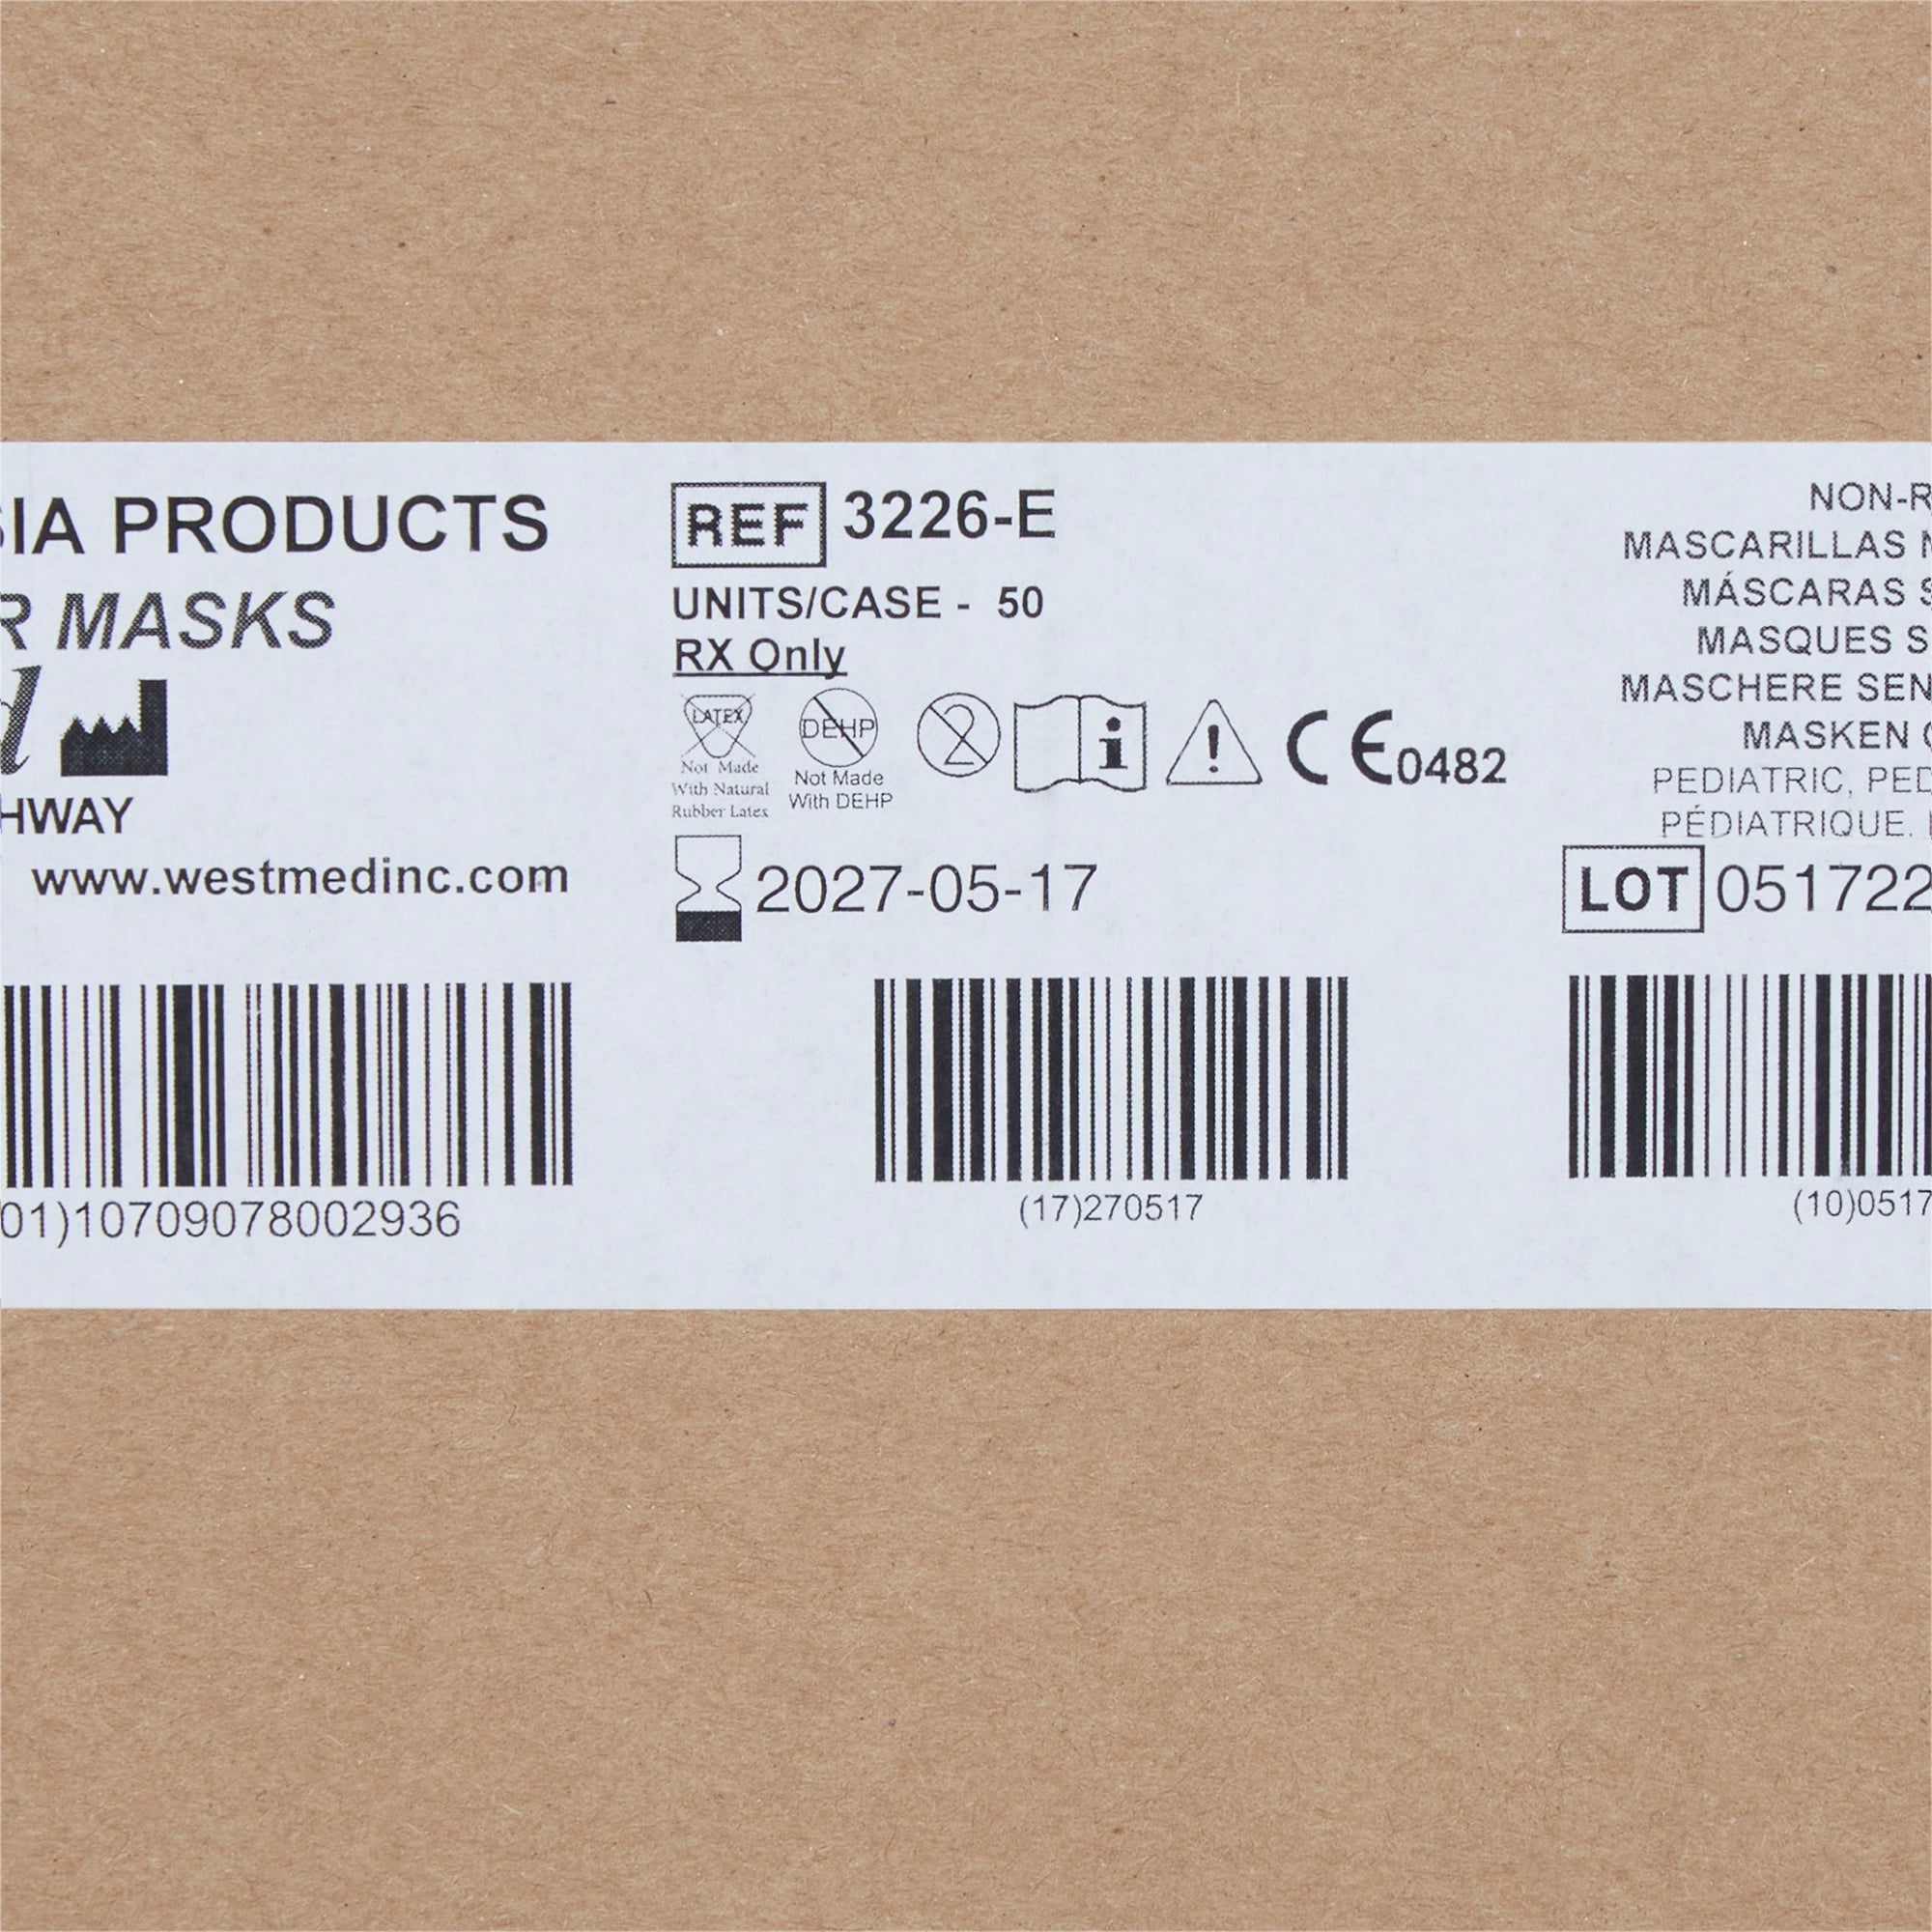 SIA PRODUCTS
R MASKS
d
HWAY
www.westmedinc.com
01)10709078002936
REF 3226-E
UNITS/CASE - 50
RX Only
LATEX
Not Made
With Natural
Rubber Latex
DEHP
Not Made
With DEHP
2
i
!
CE0482
2027-05-17
(17)270517
NON-R
MASCARILLAS N
MÁSCARAS S
MASQUES S
MASCHERE SEN
MASKEN
PEDIATRIC, PED
PÉDIATRIQUE.
LOT 051722
(10)0517